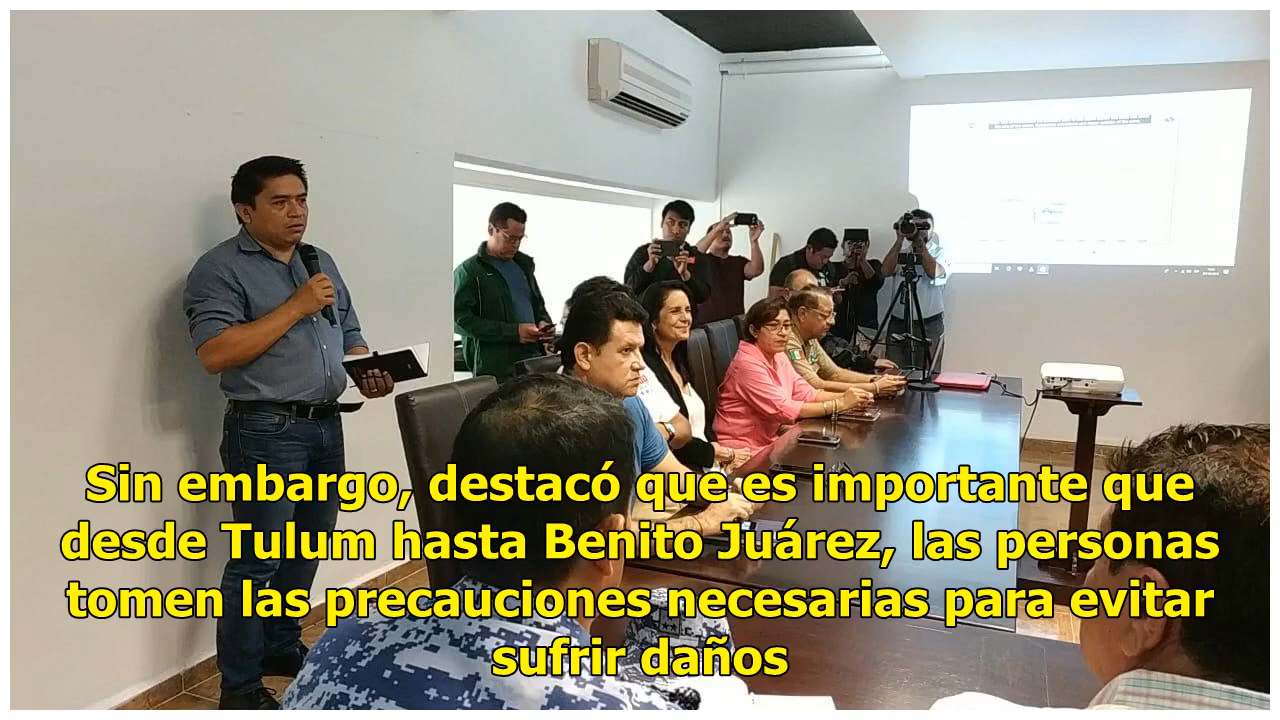 Sin embargo, destacó que es importante que
desde Tulum hasta Benito Juárez, las personas
tomen las precauciones necesarias para evitar
sufrir daños